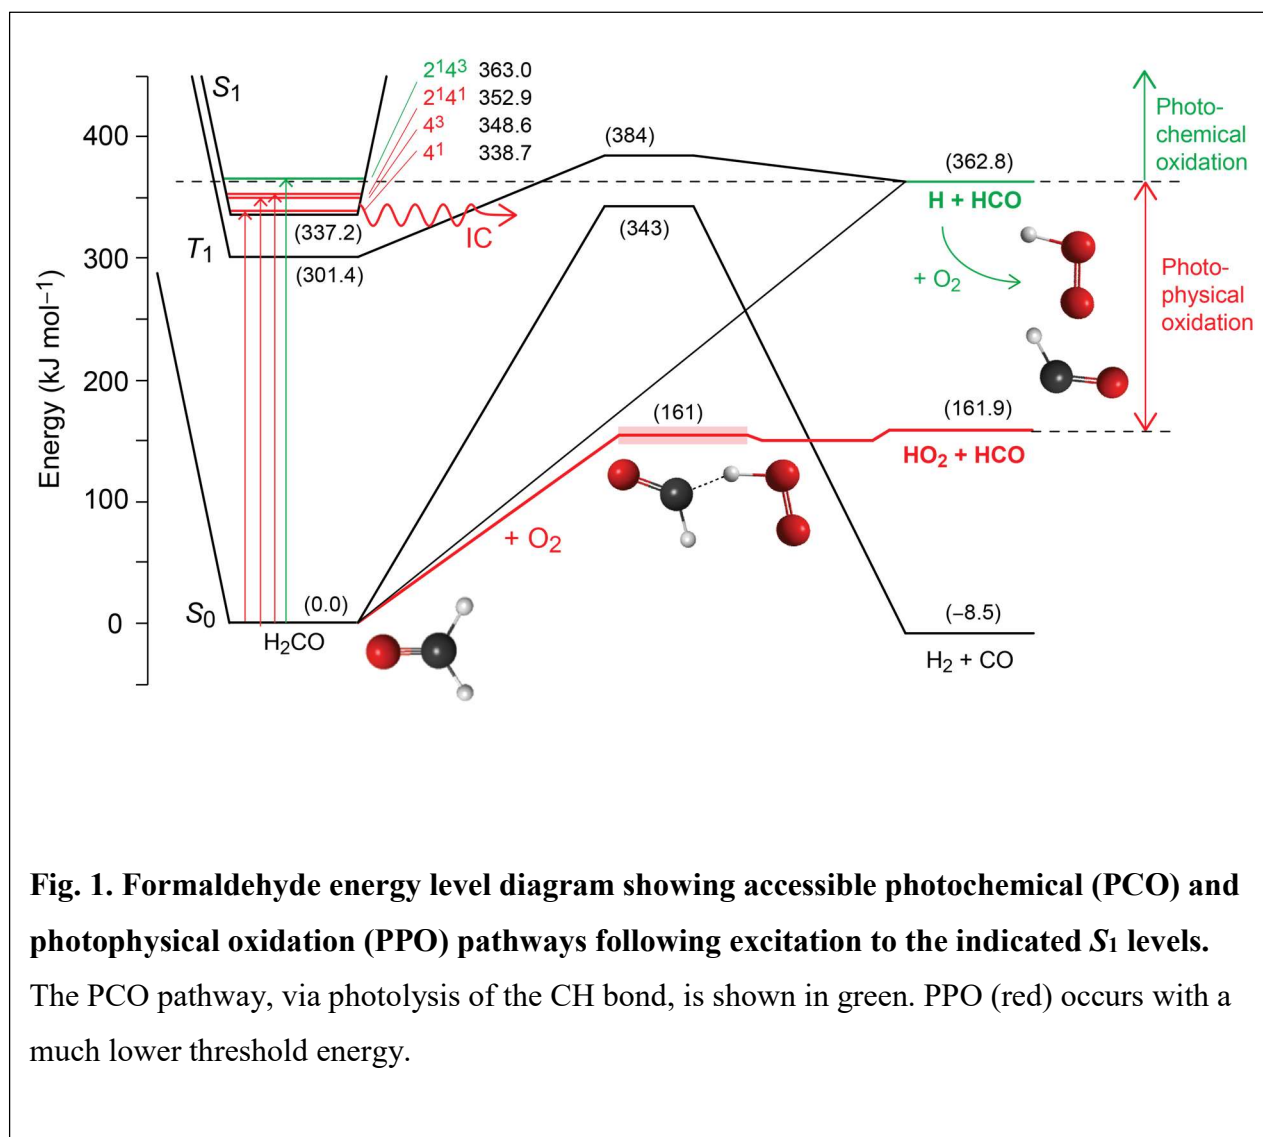 2¹4³ 363.0
2¹4¹ 352.9
4³ 348.6
4¹ 338.7
S₁
Photo-
chemical
oxidation
400
(384)
(362.8)
H + HCO
(337.2)
IC
(343)
T₁
(301.4)
300
+ O₂
Photo-
physical
oxidation
Energy (kJ mol⁻¹)
200
(161)
(161.9)
HO₂ + HCO
100
+ O₂
S₀
(0.0)
0
H₂CO
(−8.5)
H₂ + CO
Fig. 1. Formaldehyde energy level diagram showing accessible photochemical (PCO) and
photophysical oxidation (PPO) pathways following excitation to the indicated S₁ levels.
The PCO pathway, via photolysis of the CH bond, is shown in green. PPO (red) occurs with a
much lower threshold energy.